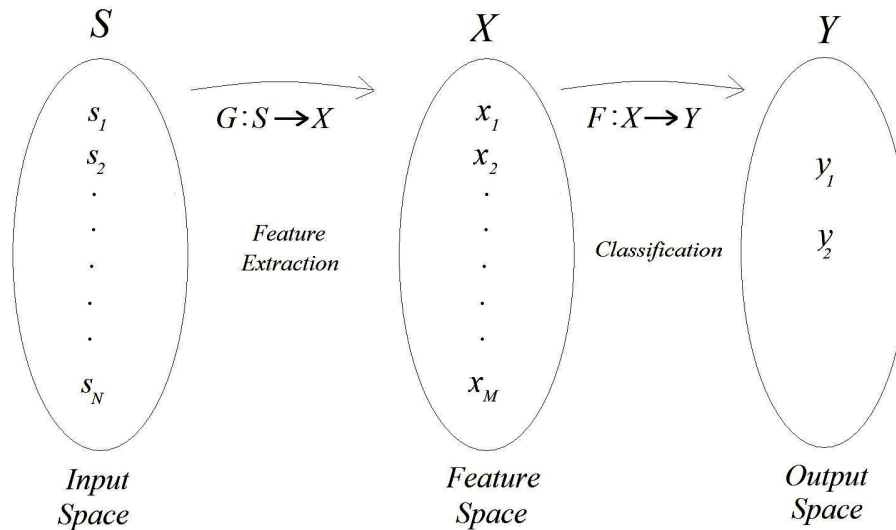 S
X
Y
s1
s2
.
.
.
.
.
sN
G:S→X
Feature
Extraction
x1
x2
.
.
.
.
.
xM
F:X→Y
Classification
y1
y2
Input
Space
Feature
Space
Output
Space